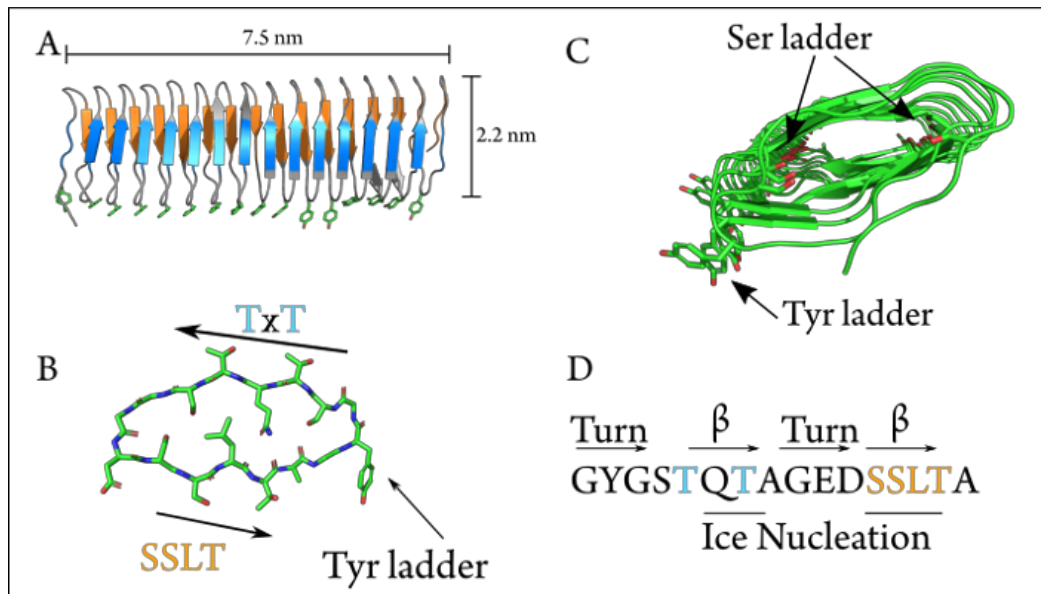 A
7.5 nm
2.2 nm
C
Ser ladder
Tyr ladder
B
TxT
SSLT
Tyr ladder
D
Turn β Turn β
GYGSTQTAGEDSSLTA
Ice Nucleation